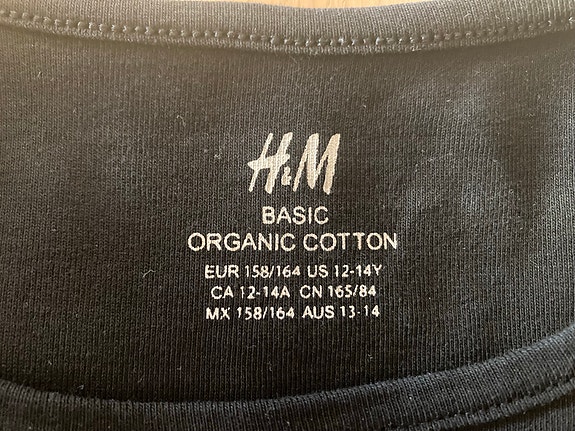 H&M
BASIC
ORGANIC COTTON
EUR 158/164 US 12-14Y
CA 12-14A CN 165/84
MX 158/164 AUS 13-14